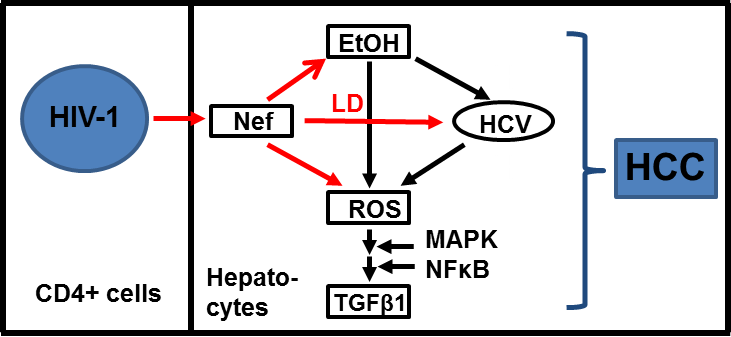 HIV-1
CD4+ cells
EtOH
LD
Nef
HCV
ROS
MAPK
NFκB
TGFβ1
Hepato-
cytes
HCC